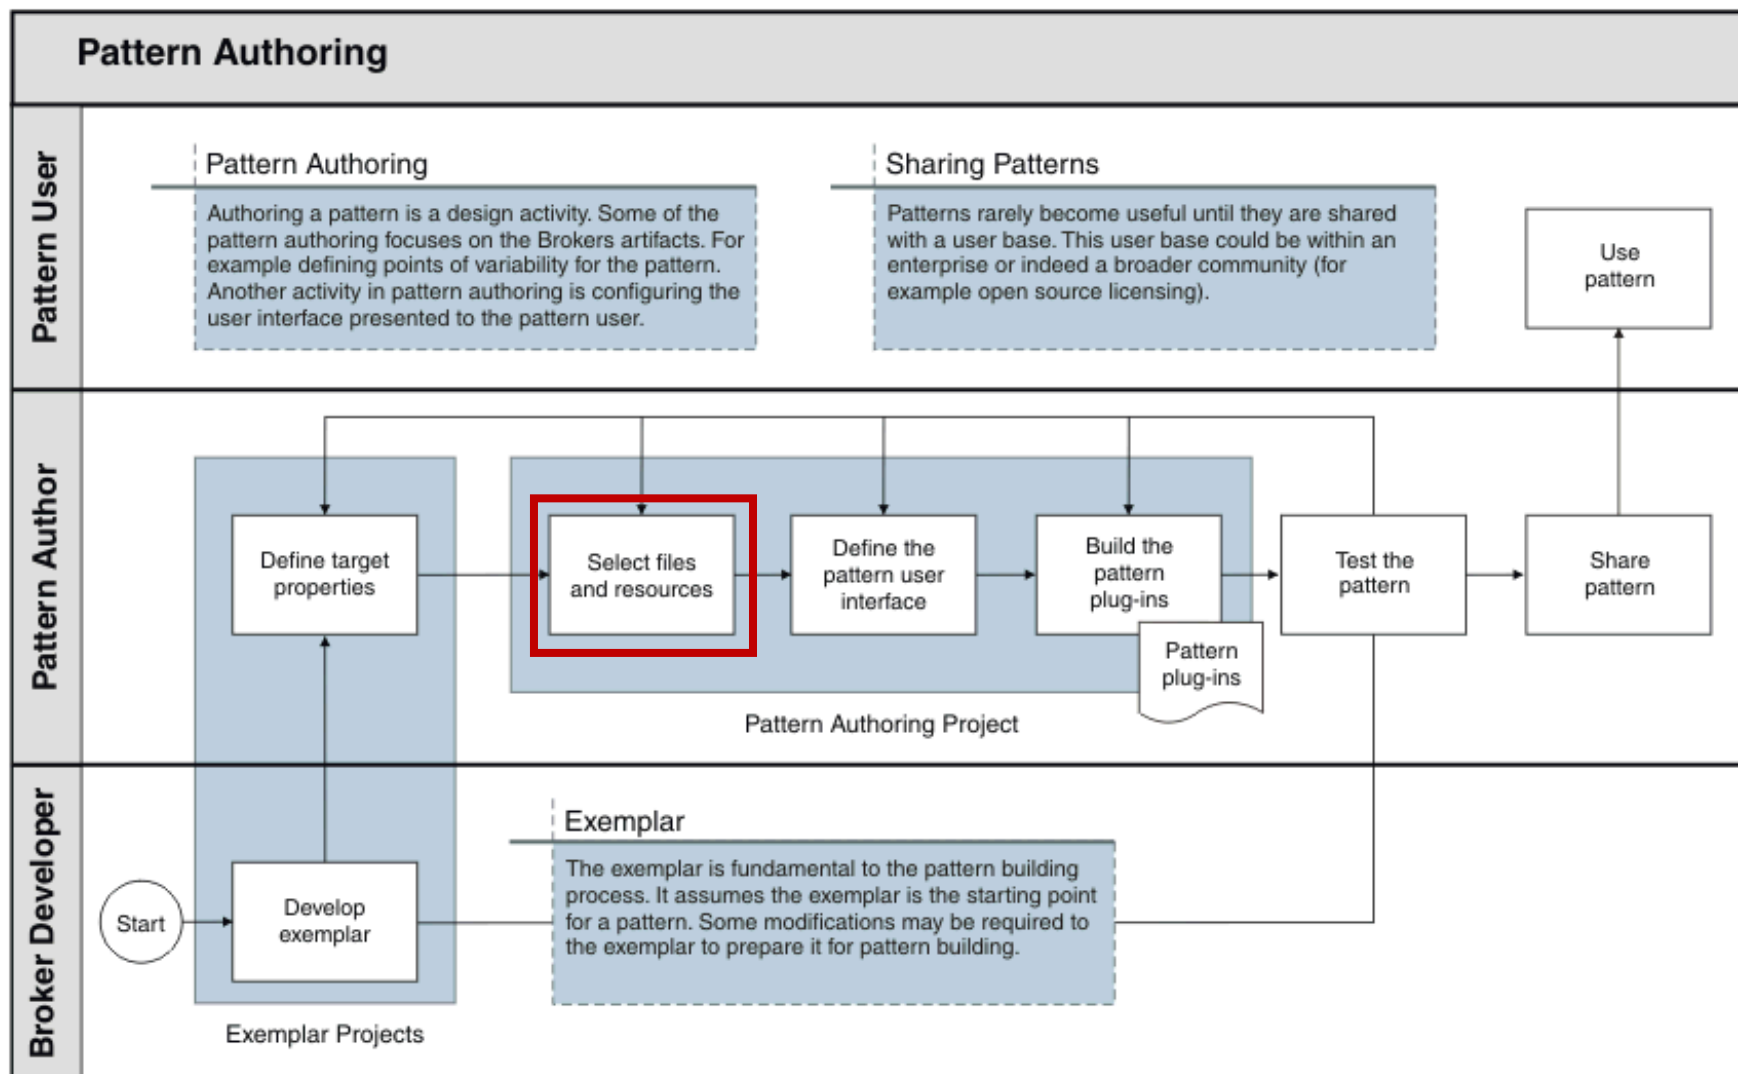 Pattern Authoring
Pattern User
Pattern Authoring
Authoring a pattern is a design activity. Some of the
pattern authoring focuses on the Brokers artifacts. For
example defining points of variability for the pattern.
Another activity in pattern authoring is configuring the
user interface presented to the pattern user.
Sharing Patterns
Patterns rarely become useful until they are shared
with a user base. This user base could be within an
enterprise or indeed a broader community (for
example open source licensing).
Use
pattern
Pattern Author
Define target
properties
Select files
and resources
Define the
pattern user
interface
Build the
pattern
plug-ins
Pattern
plug-ins
Test the
pattern
Share
pattern
Pattern Authoring Project
Broker Developer
Start
Develop
exemplar
Exemplar
The exemplar is fundamental to the pattern building
process. It assumes the exemplar is the starting point
for a pattern. Some modifications may be required to
the exemplar to prepare it for pattern building.
Exemplar Projects